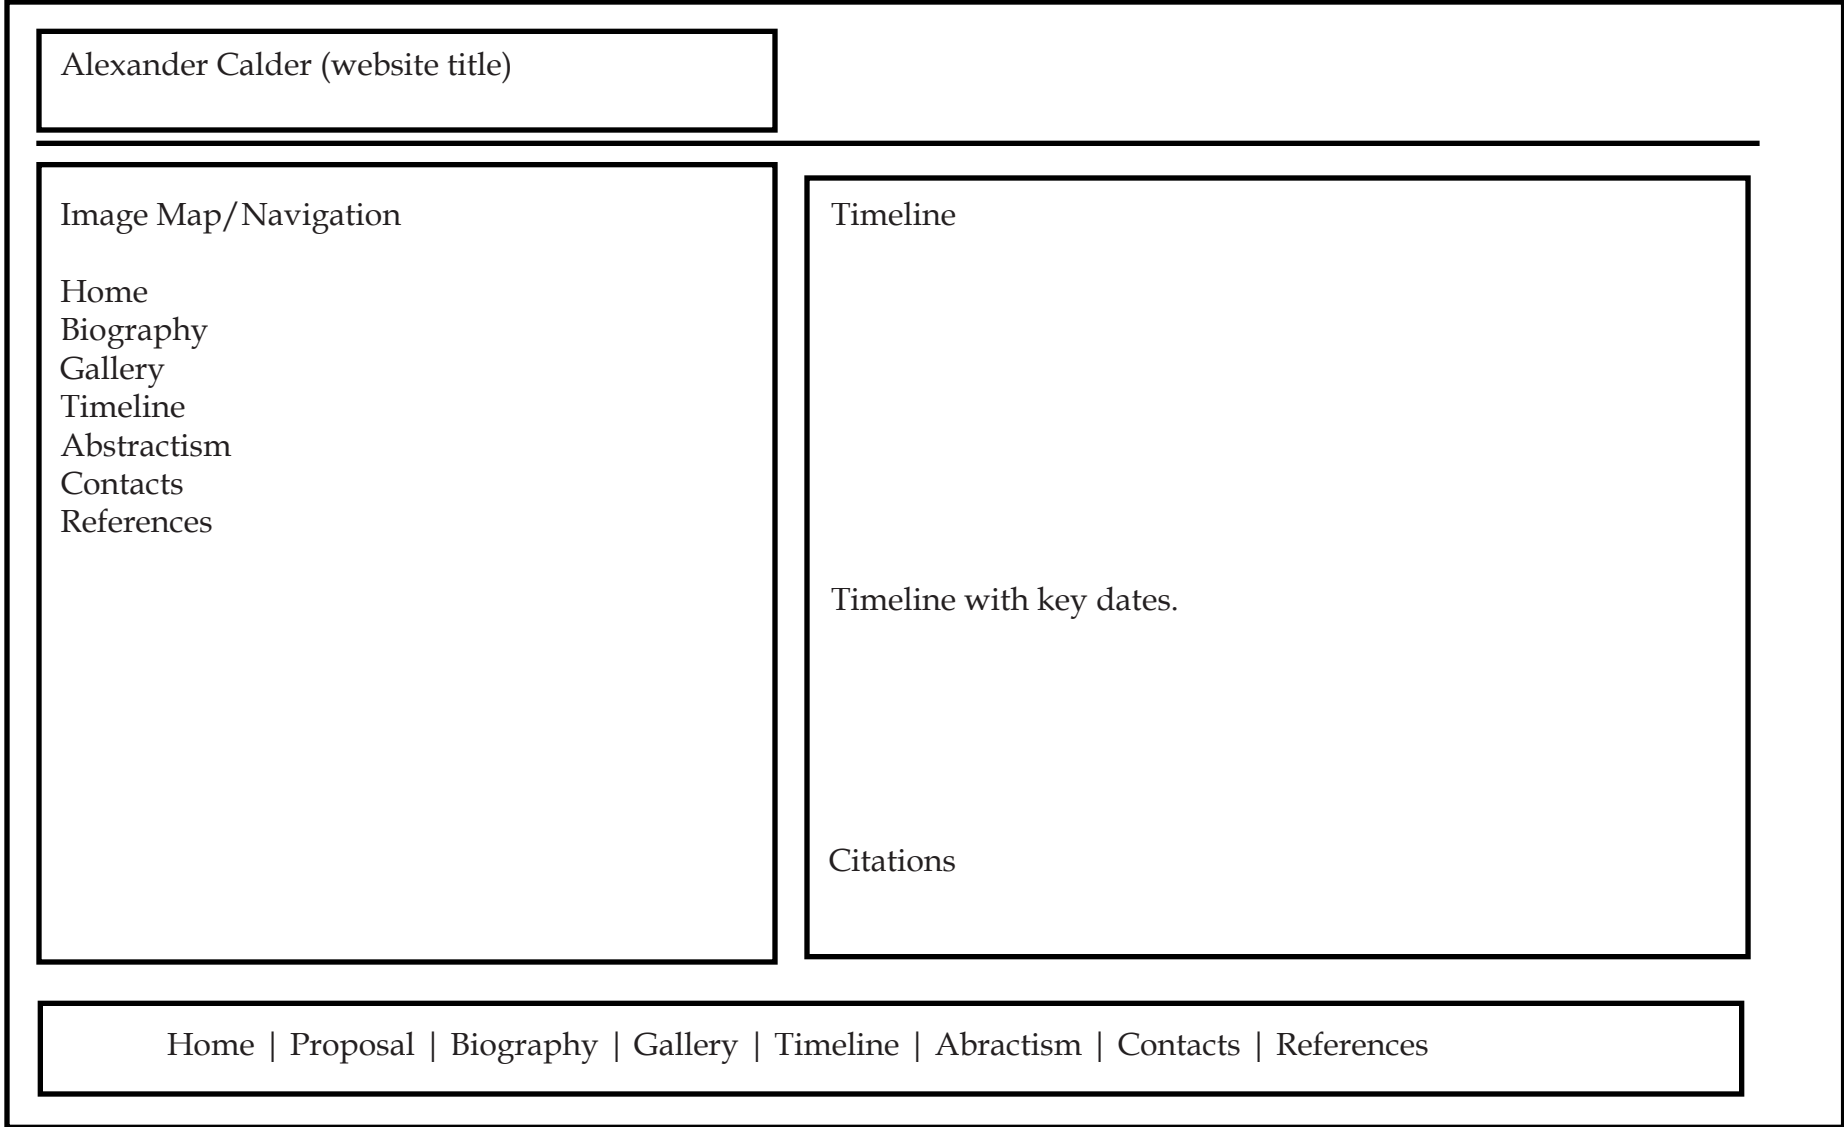 Alexander Calder (website title)
Image Map/Navigation
Home
Biography
Gallery
Timeline
Abstractism
Contacts
References
Timeline
Timeline with key dates.
Citations
Home | Proposal | Biography | Gallery | Timeline | Abractism | Contacts | References